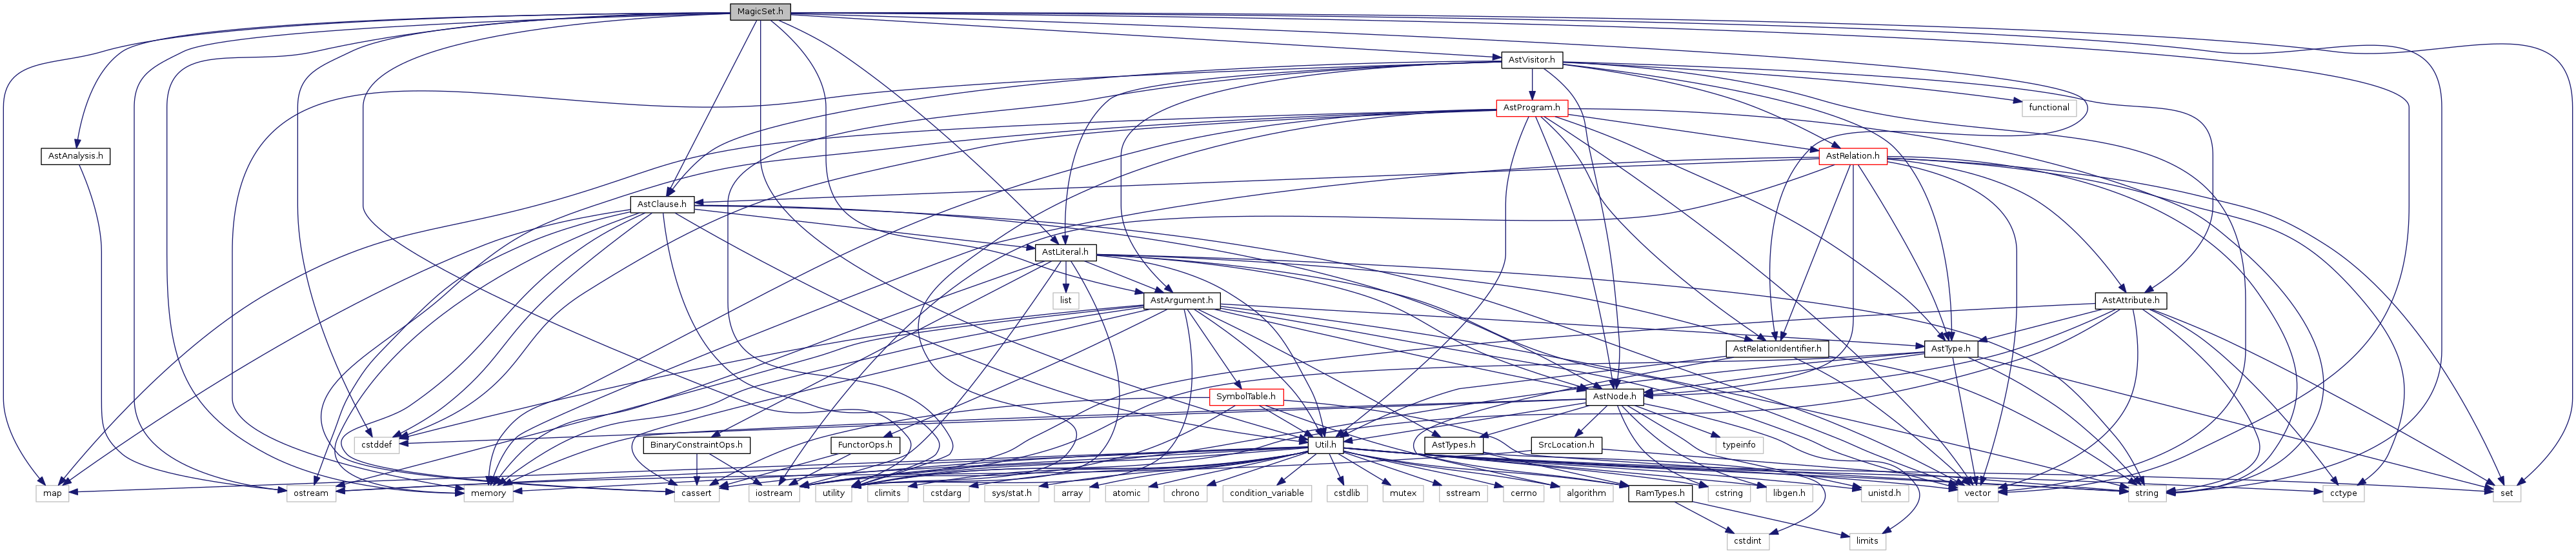 MagicSet.h
AstVisitor.h
AstProgram.h
functional
AstAnalysis.h
AstRelation.h
AstClause.h
AstLiteral.h
list
AstArgument.h
AstAttribute.h
AstRelationIdentifier.h
AstType.h
SymbolTable.h
AstNode.h
cstddef
BinaryConstraintOps.h
FunctorOps.h
Util.h
AstTypes.h
SrcLocation.h
typeinfo
map
ostream
memory
cassert
iostream
utility
climits
cstdarg
sys/stat.h
array
atomic
chrono
condition_variable
cstdlib
mutex
sstream
cerrno
algorithm
RamTypes.h
cstring
libgen.h
unistd.h
vector
string
cctype
set
cstdint
limits